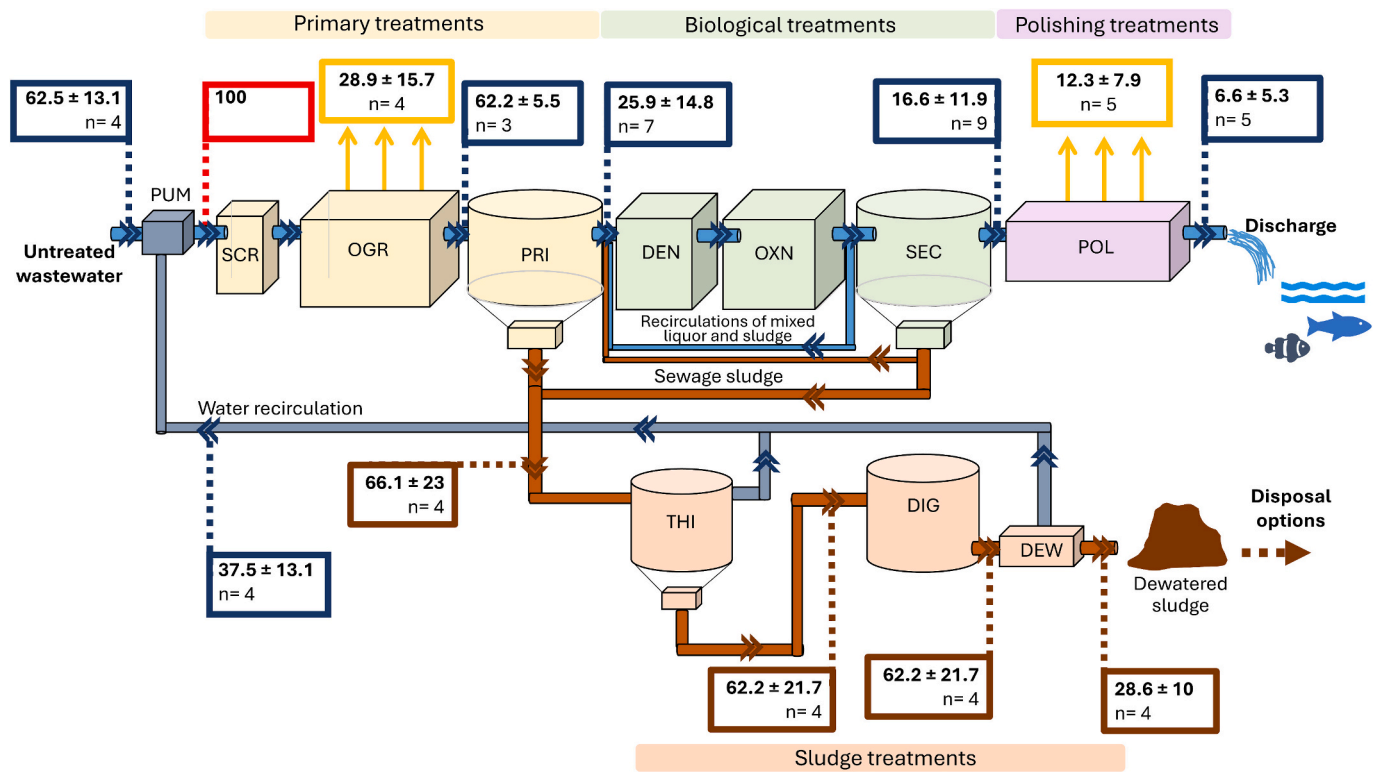 Primary treatments
Biological treatments
Polishing treatments
62.5 ± 13.1
n= 4
100
28.9 ± 15.7
n= 4
62.2 ± 5.5
n= 3
25.9 ± 14.8
n= 7
16.6 ± 11.9
n= 9
12.3 ± 7.9
n= 5
6.6 ± 5.3
n= 5
PUM
Untreated
wastewater
SCR
OGR
PRI
DEN
OXN
SEC
POL
Discharge
Recirculations of mixed
liquor and sludge
Sewage sludge
Water recirculation
66.1 ± 23
n= 4
THI
DIG
DEW
Disposal
options
Dewatered
sludge
37.5 ± 13.1
n= 4
62.2 ± 21.7
n= 4
62.2 ± 21.7
n= 4
28.6 ± 10
n= 4
Sludge treatments